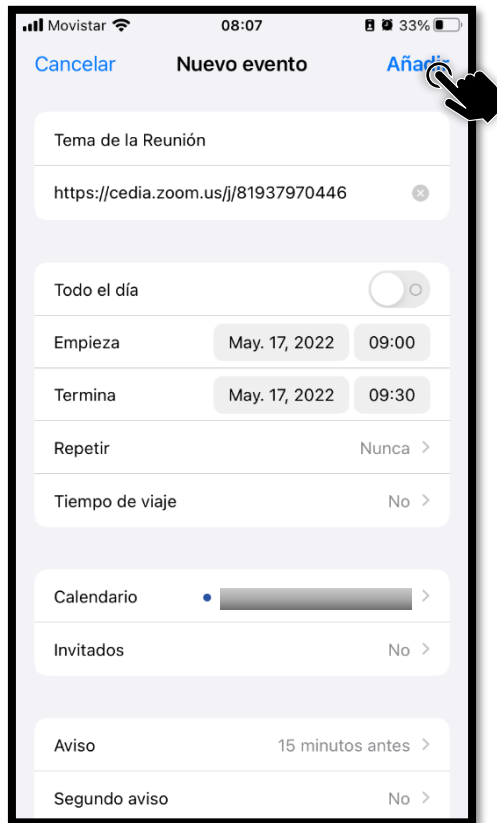 Movistar 08:07 33%
Cancelar Nuevo evento Añadir
Tema de la Reunión
https://cedia.zoom.us/j/81937970446
Todo el día
Empieza May. 17, 2022 09:00
Termina May. 17, 2022 09:30
Repetir Nunca
Tiempo de viaje No
Calendario
Invitados No
Aviso 15 minutos antes
Segundo aviso No